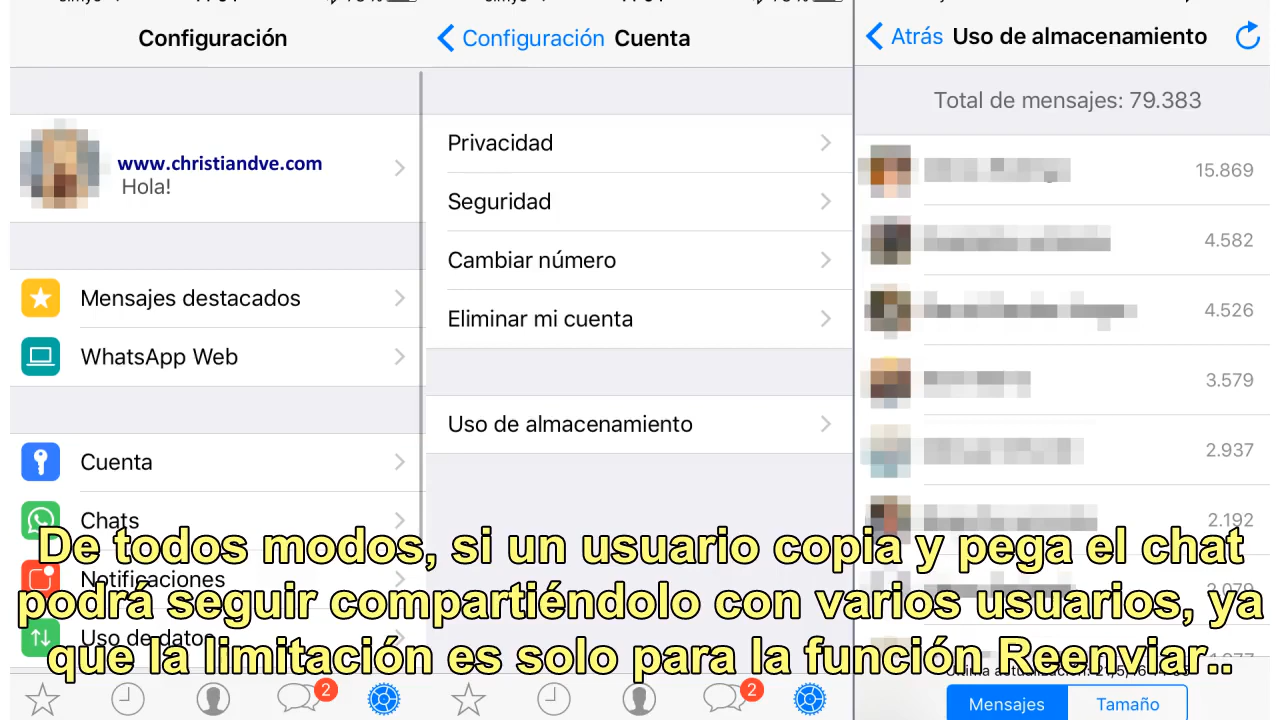 Configuración
www.christiandve.com
Hola!
Mensajes destacados
WhatsApp Web
Cuenta
Chats
Notificaciones
Uso de datos
2
Configuración Cuenta
Privacidad
Seguridad
Cambiar número
Eliminar mi cuenta
Uso de almacenamiento
2
Atrás Uso de almacenamiento
Total de mensajes: 79.383
15.869
4.582
4.526
3.579
2.937
2.192
Mensajes Tamaño
De todos modos, si un usuario copia y pega el chat
podrá seguir compartiéndolo con varios usuarios, ya
que la limitación es solo para la función Reenviar..